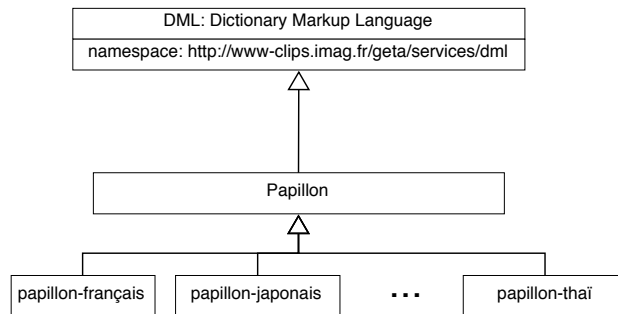 DML: Dictionary Markup Language
namespace: http://www-clips.imag.fr/geta/services/dml
Papillon
papillon-français papillon-japonais ... papillon-thaï